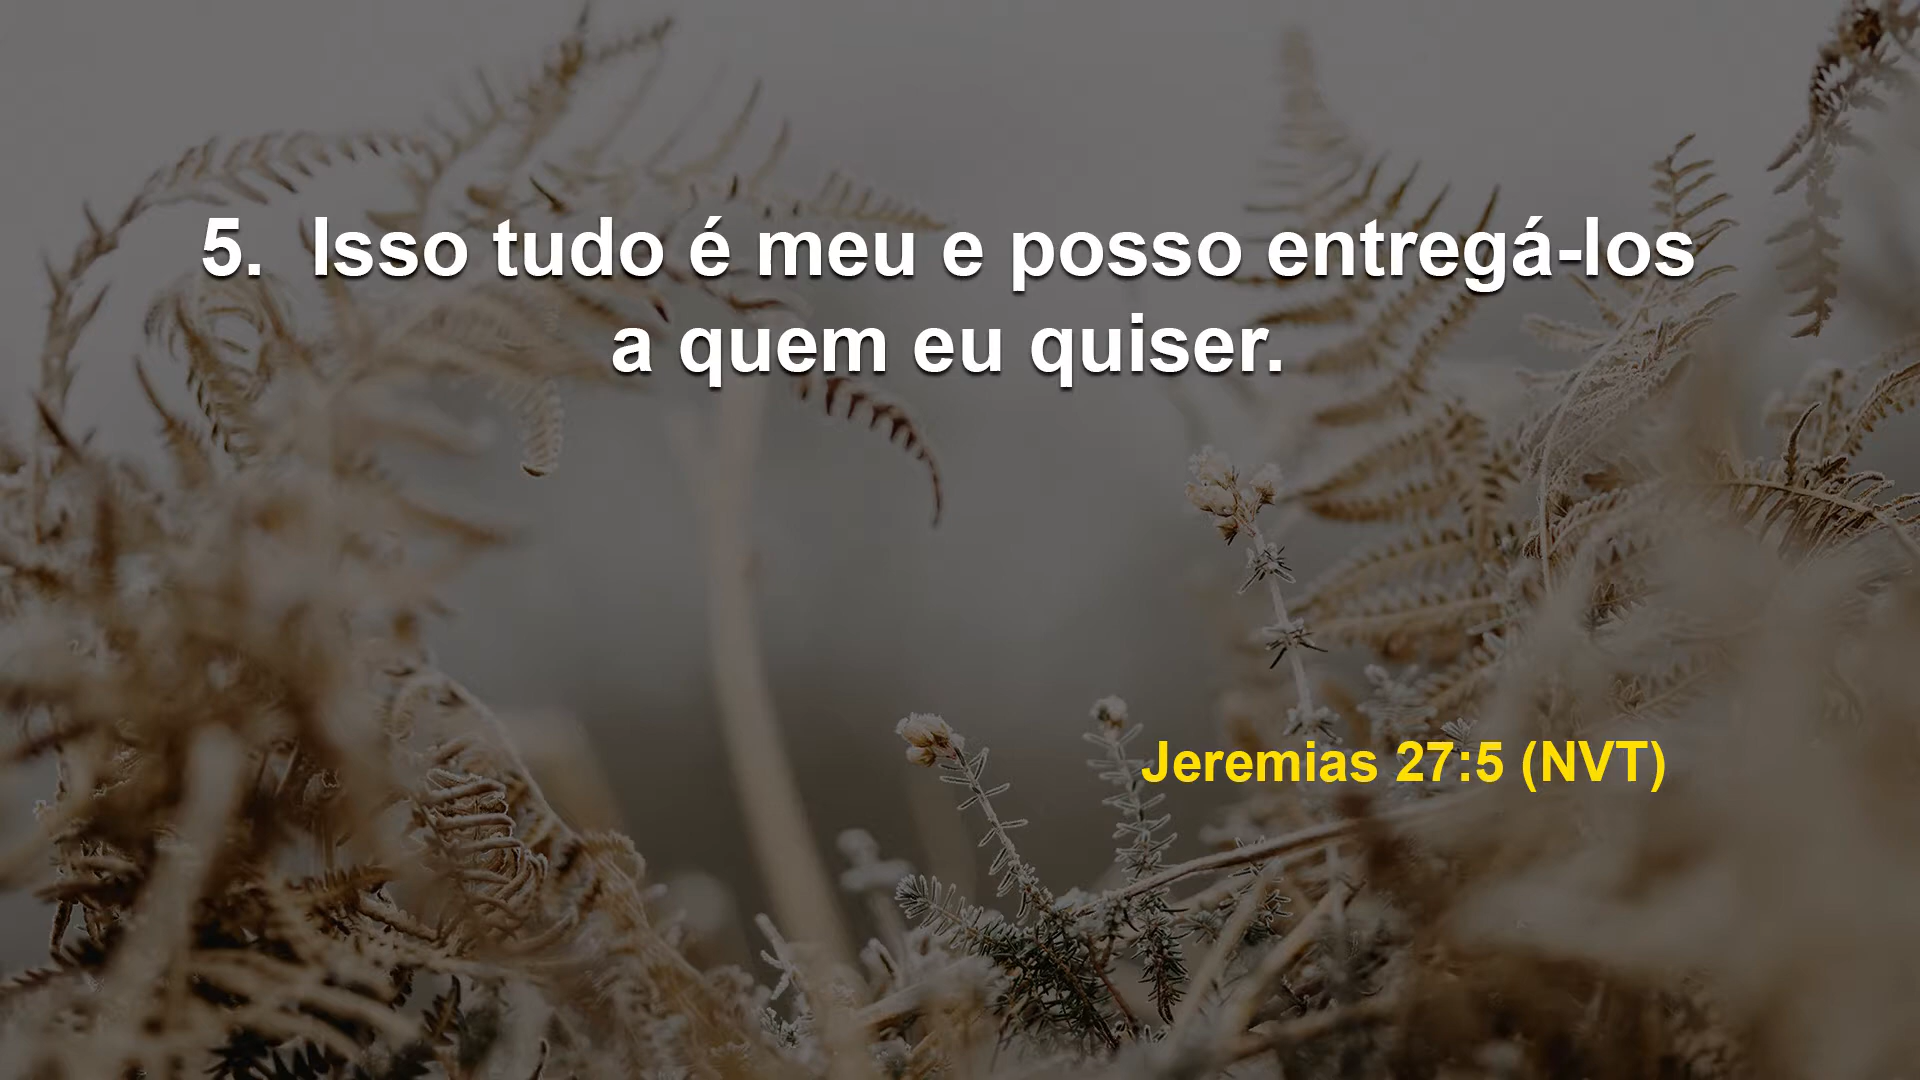 5. Isso tudo é meu e posso entregá-los
a quem eu quiser.
Jeremias 27:5 (NVT)